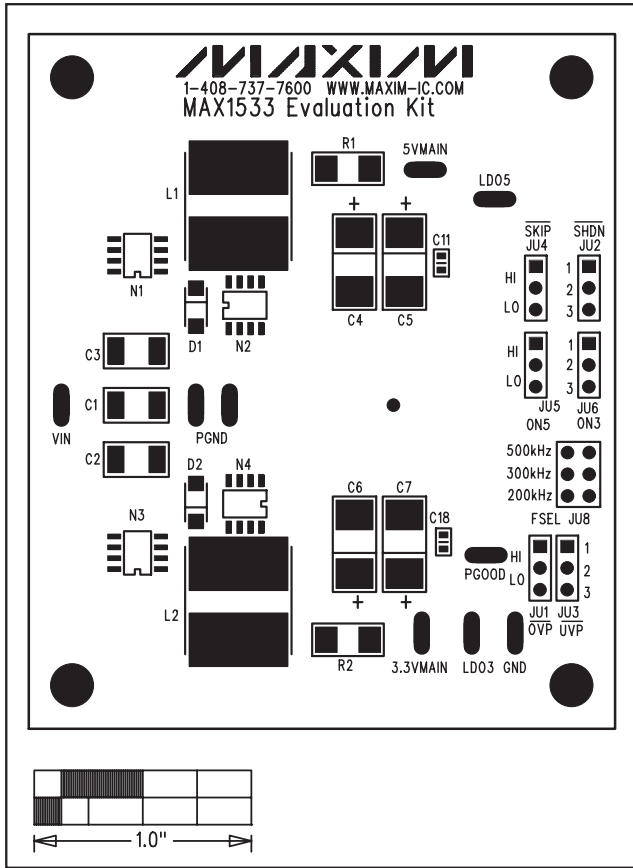 MAXIM
1-408-737-7600 WWW.MAXIM-IC.COM
MAX1533 Evaluation Kit
R1
5VMAIN
LDO5
L1
+ +
C11
SKIP SHDN
JU4 JU2
HI
LO
1
2
3
N1
C4 C5
D1 N2
C3
HI
LO
1
2
3
JU5 JU6
ON5 ON3
C1
VIN
PGND
C2
500kHz
300kHz
200kHz
FSEL JU8
D2 N4
C6 C7
C18
N3
PGOOD
HI
LO
1
2
3
JU1 JU3
OVP UVP
L2
+ +
R2
3.3VMAIN LDO3 GND
1.0"